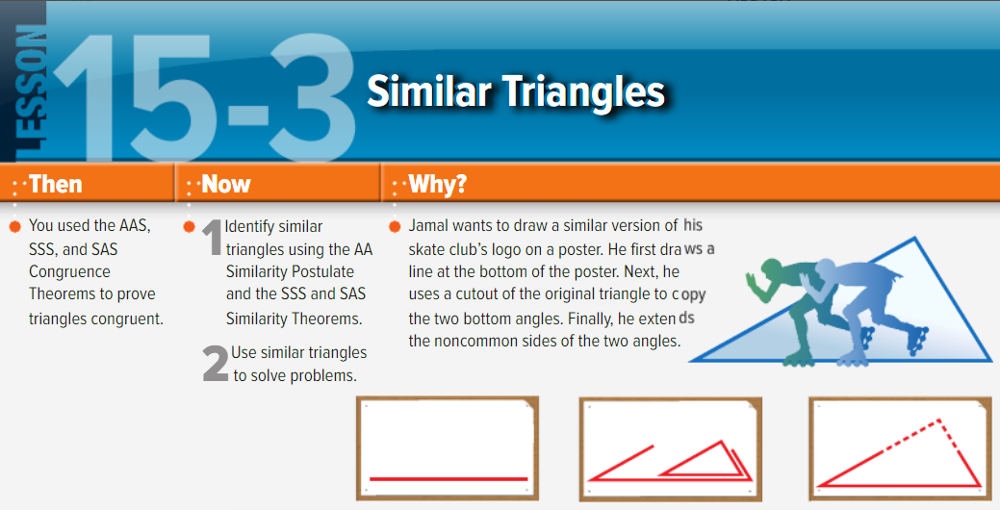 LESSON
15-3
Similar Triangles
Then
Now
Why?
You used the AAS,
SSS, and SAS
Congruence
Theorems to prove
triangles congruent.
1 Identify similar
triangles using the AA
Similarity Postulate
and the SSS and SAS
Similarity Theorems.
2 Use similar triangles
to solve problems.
Jamal wants to draw a similar version of his
skate club's logo on a poster. He first draws a
line at the bottom of the poster. Next, he
uses a cutout of the original triangle to copy
the two bottom angles. Finally, he extends
the noncommon sides of the two angles.